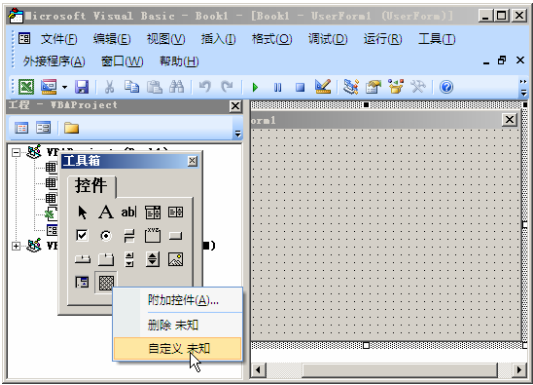 Microsoft Visual Basic - Book1 - [Book1 - UserForm1 (UserForm)]
文件(F) 编辑(E) 视图(V) 插入(I) 格式(O) 调试(D) 运行(R) 工具(T)
外接程序(A) 窗口(W) 帮助(H)
工程 - VBAProject
orm1
工具箱
控件
A ab|
XYZ
附加控件(A)...
删除 未知
自定义 未知